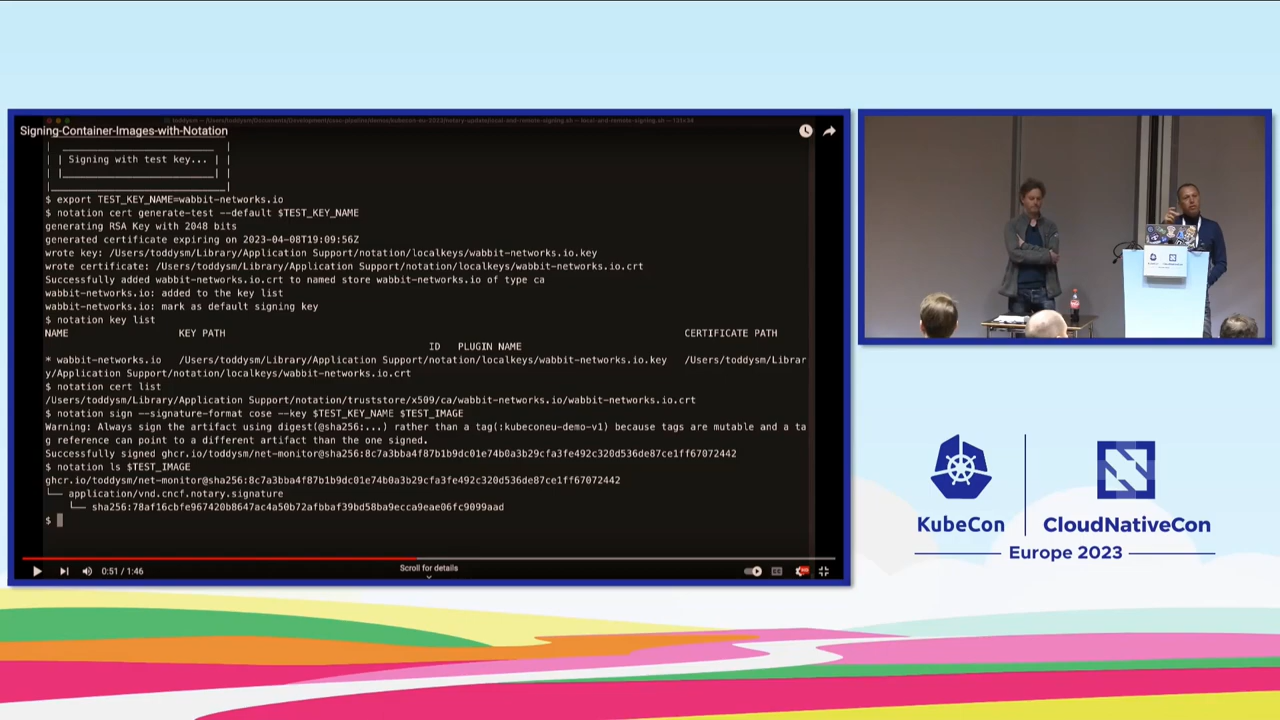 Signing-Container-Images-with-Notation
| | Signing with test key... | |
$ export TEST_KEY_NAME=wabbit-networks.io
$ notation cert generate-test --default $TEST_KEY_NAME
generating RSA Key with 2048 bits
generated certificate expiring on 2023-04-08T19:09:56Z
wrote key: /Users/toddysm/Library/Application Support/notation/localkeys/wabbit-networks.io.key
wrote certificate: /Users/toddysm/Library/Application Support/notation/localkeys/wabbit-networks.io.crt
Successfully added wabbit-networks.io.crt to named store wabbit-networks.io of type ca
wabbit-networks.io: added to the key list
wabbit-networks.io: mark as default signing key
$ notation key list
NAME KEY PATH CERTIFICATE PATH
ID PLUGIN NAME
* wabbit-networks.io /Users/toddysm/Library/Application Support/notation/localkeys/wabbit-networks.io.key /Users/toddysm/Librar
y/Application Support/notation/localkeys/wabbit-networks.io.crt
$ notation cert list
/Users/toddysm/Library/Application Support/notation/truststore/x509/ca/wabbit-networks.io/wabbit-networks.io.crt
$ notation sign --signature-format cose --key $TEST_KEY_NAME $TEST_IMAGE
Warning: Always sign the artifact using digest(@sha256:...) rather than a tag(:kubeconeu-demo-v1) because tags are mutable and a ta
g reference can point to a different artifact than the one signed.
Successfully signed ghcr.io/toddysm/net-monitor@sha256:8c7a3bba4f87b1b9dc01e74b0a3b29cfa3fe492c320d536de87ce1ff67072442
$ notation ls $TEST_IMAGE
ghcr.io/toddysm/net-monitor@sha256:8c7a3bba4f87b1b9dc01e74b0a3b29cfa3fe492c320d536de87ce1ff67072442
└── application/vnd.cncf.notary.signature
└── sha256:78af16cbfe967420b8647ac4a50b72afbbaf39bd58ba9ecca9eae06fc9099aad
$
0:51 / 1:46
Scroll for details
KubeCon
CloudNativeCon
Europe 2023